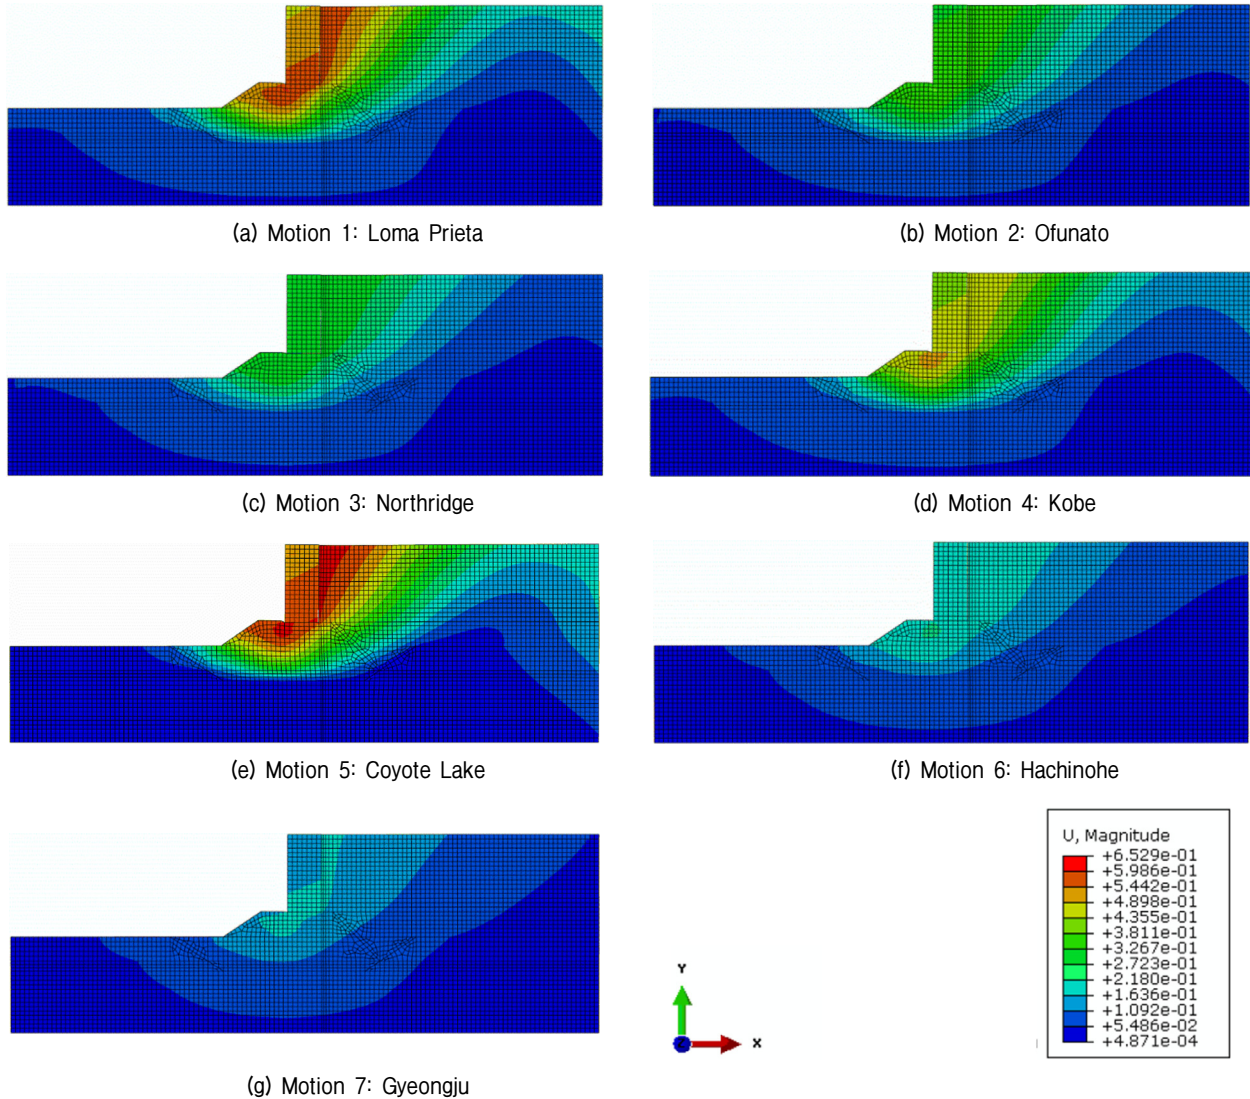 (a) Motion 1: Loma Prieta
(b) Motion 2: Ofunato
(c) Motion 3: Northridge
(d) Motion 4: Kobe
(e) Motion 5: Coyote Lake
(f) Motion 6: Hachinohe
U, Magnitude
+6.529e-01
+5.986e-01
+5.442e-01
+4.898e-01
+4.355e-01
+3.811e-01
+3.267e-01
+2.723e-01
+2.180e-01
+1.636e-01
+1.092e-01
+5.486e-02
+4.871e-04
Y
Z
X
(g) Motion 7: Gyeongju